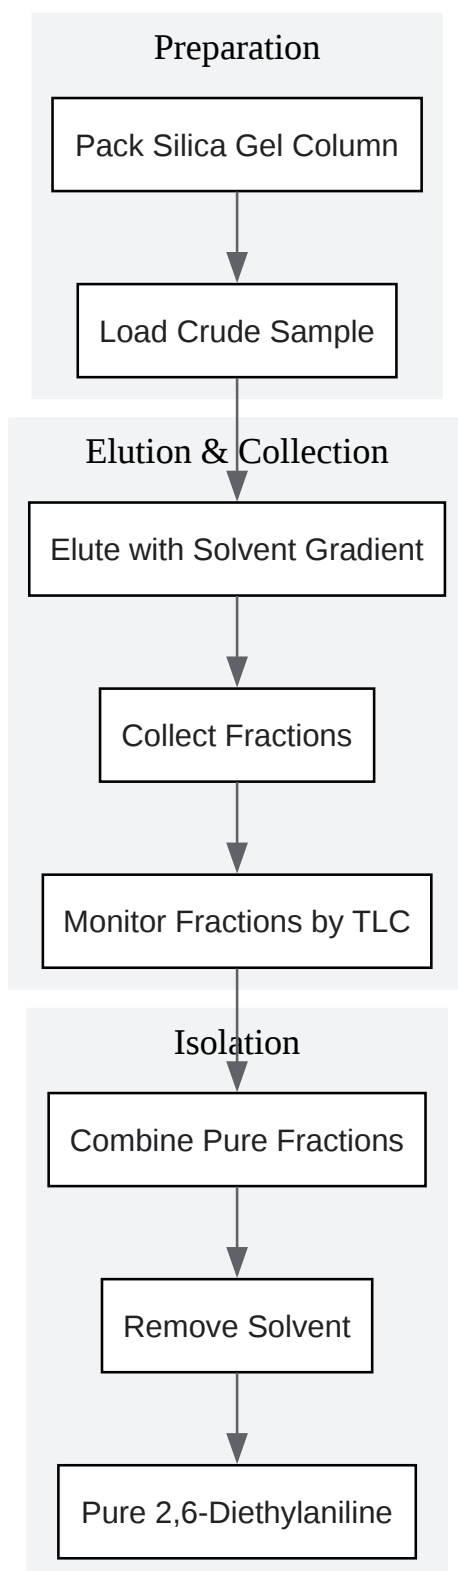 Preparation
Pack Silica Gel Column
Load Crude Sample
Elution & Collection
Elute with Solvent Gradient
Collect Fractions
Monitor Fractions by TLC
Isolation
Combine Pure Fractions
Remove Solvent
Pure 2,6-Diethylaniline